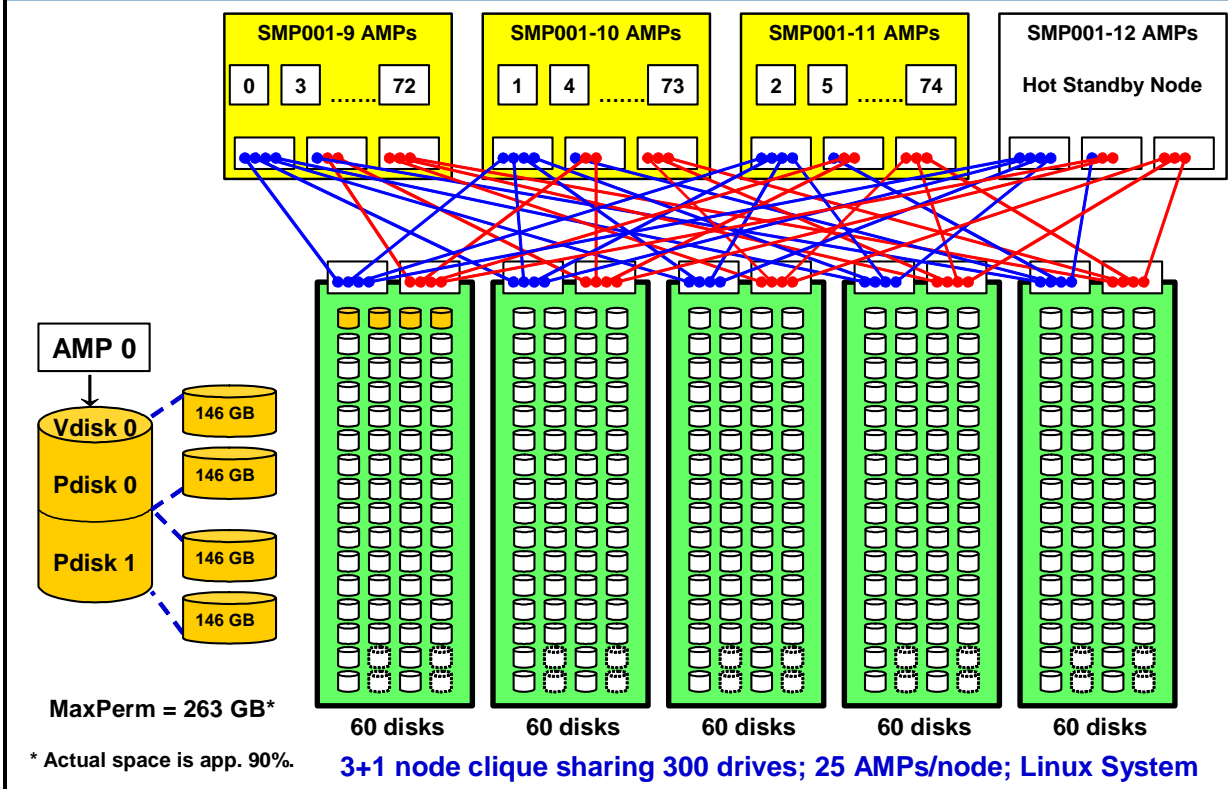 SMP001-9 AMPs
0 3 ....... 72
SMP001-10 AMPs
1 4 ....... 73
SMP001-11 AMPs
2 5 ....... 74
SMP001-12 AMPs
Hot Standby Node
AMP 0
Vdisk 0
Pdisk 0
Pdisk 1
146 GB
146 GB
146 GB
146 GB
MaxPerm = 263 GB*
* Actual space is app. 90%.
60 disks
60 disks
60 disks
60 disks
60 disks
3+1 node clique sharing 300 drives; 25 AMPs/node; Linux System